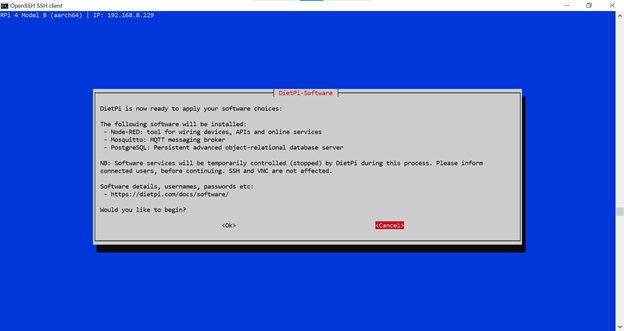 OpenSSH SSH client
RPi 4 Model B (aarch64) | IP: 192.168.8.229
DietPi-Software
DietPi is now ready to apply your software choices:
The following software will be installed:
- Node-RED: tool for wiring devices, APIs and online services
- Mosquitto: MQTT messaging broker
- PostgreSQL: Persistent advanced object-relational database server
NB: Software services will be temporarily controlled (stopped) by DietPi during this process. Please inform
connected users, before continuing. SSH and VNC are not affected.
Software details, usernames, passwords etc:
- https://dietpi.com/docs/software/
Would you like to begin?
<Ok> <Cancel>